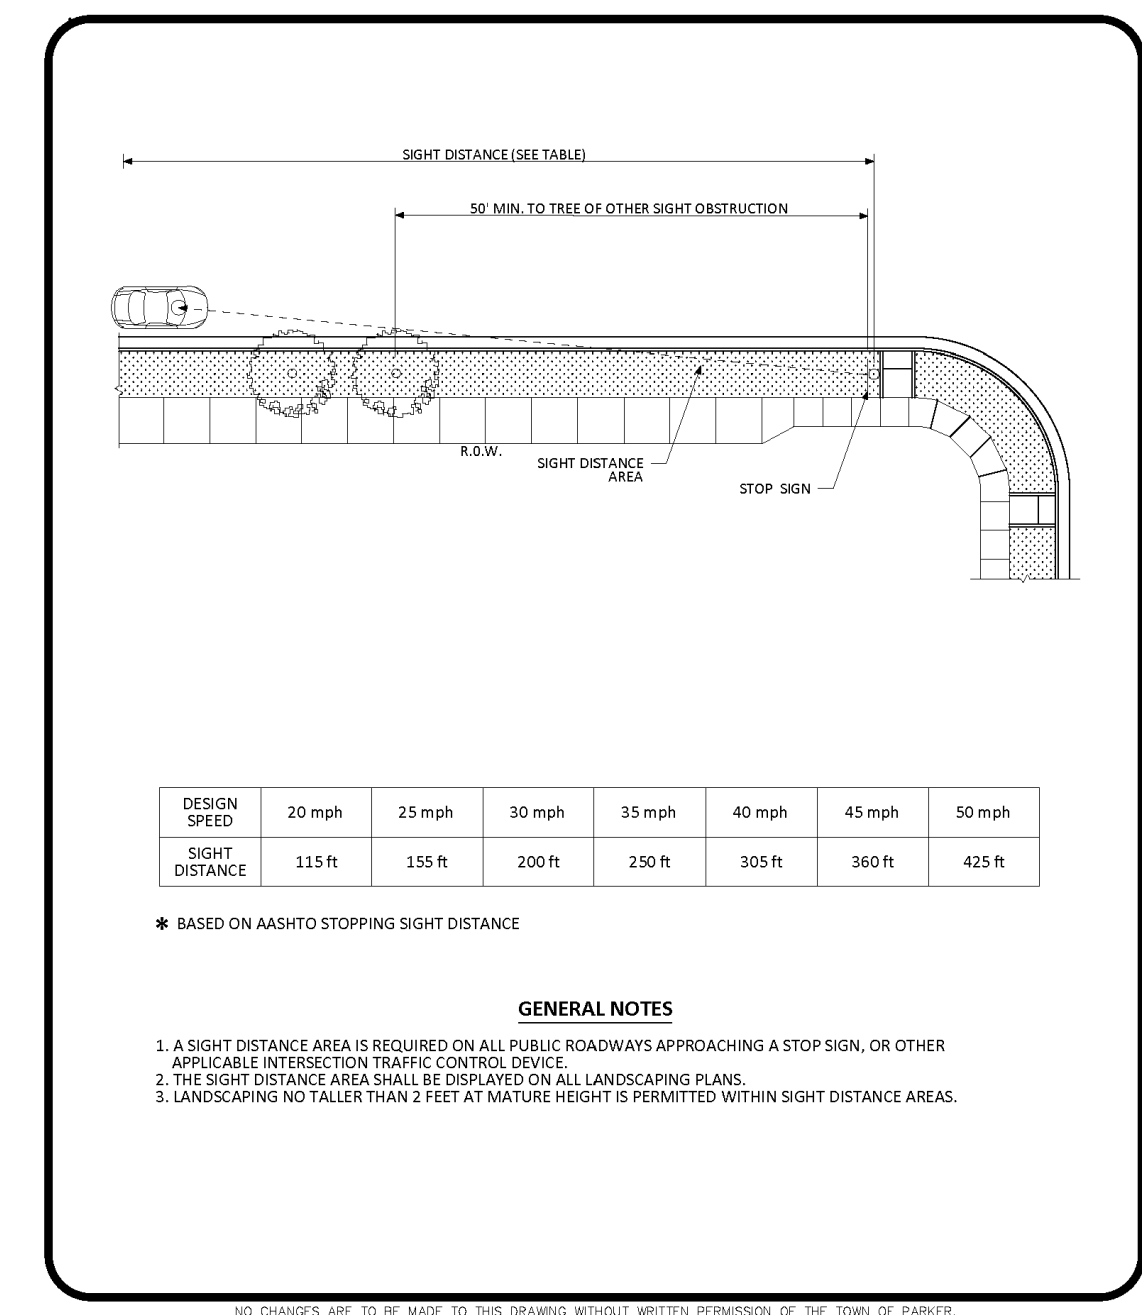 SIGHT DISTANCE (SEE TABLE)
50' MIN. TO TREE OF OTHER SIGHT OBSTRUCTION
R.O.W.
SIGHT DISTANCE
AREA
STOP SIGN
DESIGN
SPEED
20 mph
25 mph
30 mph
35 mph
40 mph
45 mph
50 mph
SIGHT
DISTANCE
115 ft
155 ft
200 ft
250 ft
305 ft
360 ft
425 ft
* BASED ON AASHTO STOPPING SIGHT DISTANCE
GENERAL NOTES
1. A SIGHT DISTANCE AREA IS REQUIRED ON ALL PUBLIC ROADWAYS APPROACHING A STOP SIGN, OR OTHER
APPLICABLE INTERSECTION TRAFFIC CONTROL DEVICE.
2. THE SIGHT DISTANCE AREA SHALL BE DISPLAYED ON ALL LANDSCAPING PLANS.
3. LANDSCAPING NO TALLER THAN 2 FEET AT MATURE HEIGHT IS PERMITTED WITHIN SIGHT DISTANCE AREAS.
NO CHANGES ARE TO BE MADE TO THIS DRAWING WITHOUT WRITTEN PERMISSION OF THE TOWN OF PARKER.